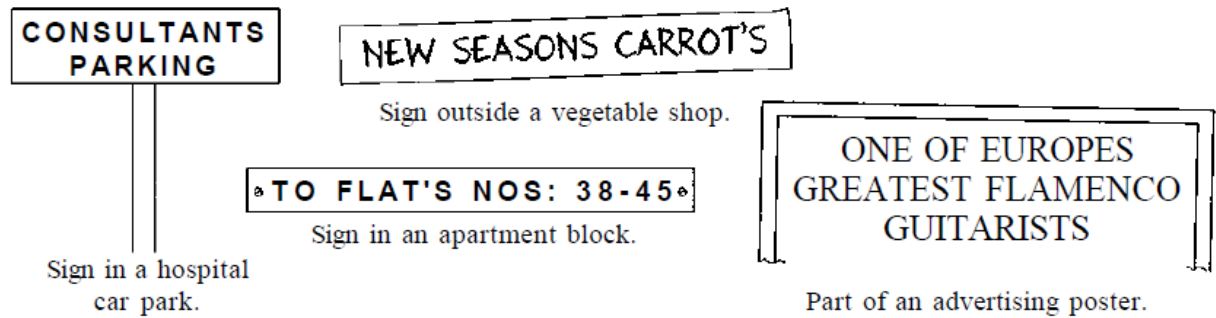 CONSULTANTS
PARKING
Sign in a hospital
car park.
NEW SEASONS CARROT'S
Sign outside a vegetable shop.
TO FLAT'S NOS: 38-45
Sign in an apartment block.
ONE OF EUROPES
GREATEST FLAMENCO
GUITARISTS
Part of an advertising poster.